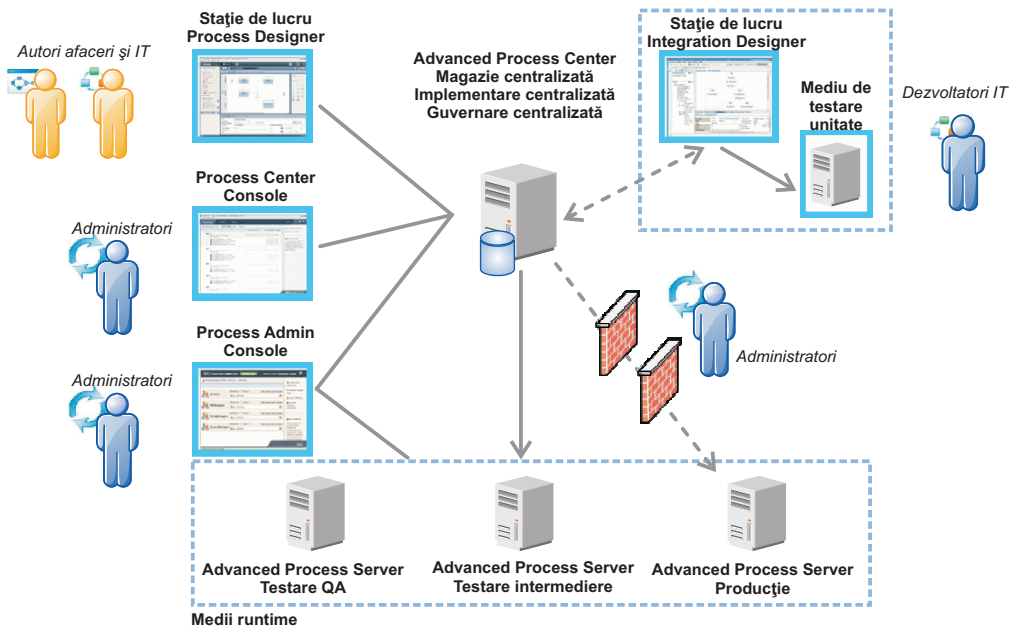 Autori afaceri şi IT
Staţie de lucru
Process Designer
Advanced Process Center
Magazie centralizată
Implementare centralizată
Guvernare centralizată
Staţie de lucru
Integration Designer
Mediu de
testare
unitate
Dezvoltatori IT
Process Center
Console
Administratori
Process Admin
Console
Administratori
Administratori
Advanced Process Server
Testare QA
Advanced Process Server
Testare intermediere
Advanced Process Server
Producţie
Medii runtime